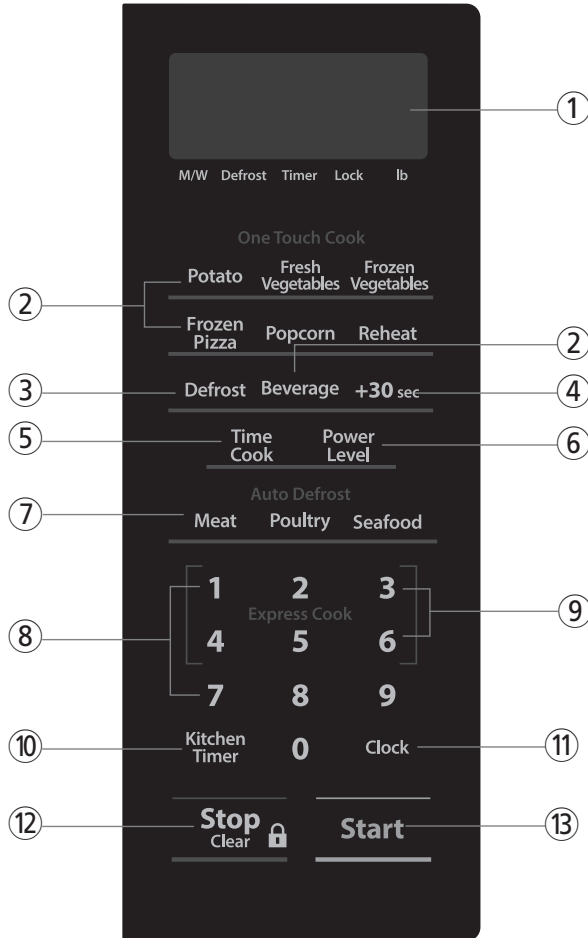 ①
M/W Defrost Timer Lock lb
One Touch Cook
Potato Fresh Vegetables Frozen Vegetables
②
Frozen Pizza Popcorn Reheat
②
③ Defrost Beverage +30 sec ④
⑤ Time Cook Power Level ⑥
Auto Defrost
⑦ Meat Poultry Seafood
1 2 3
⑧ Express Cook ⑨
4 5 6
7 8 9
⑩ Kitchen Timer 0 Clock ⑪
⑫ Stop Clear Start ⑬